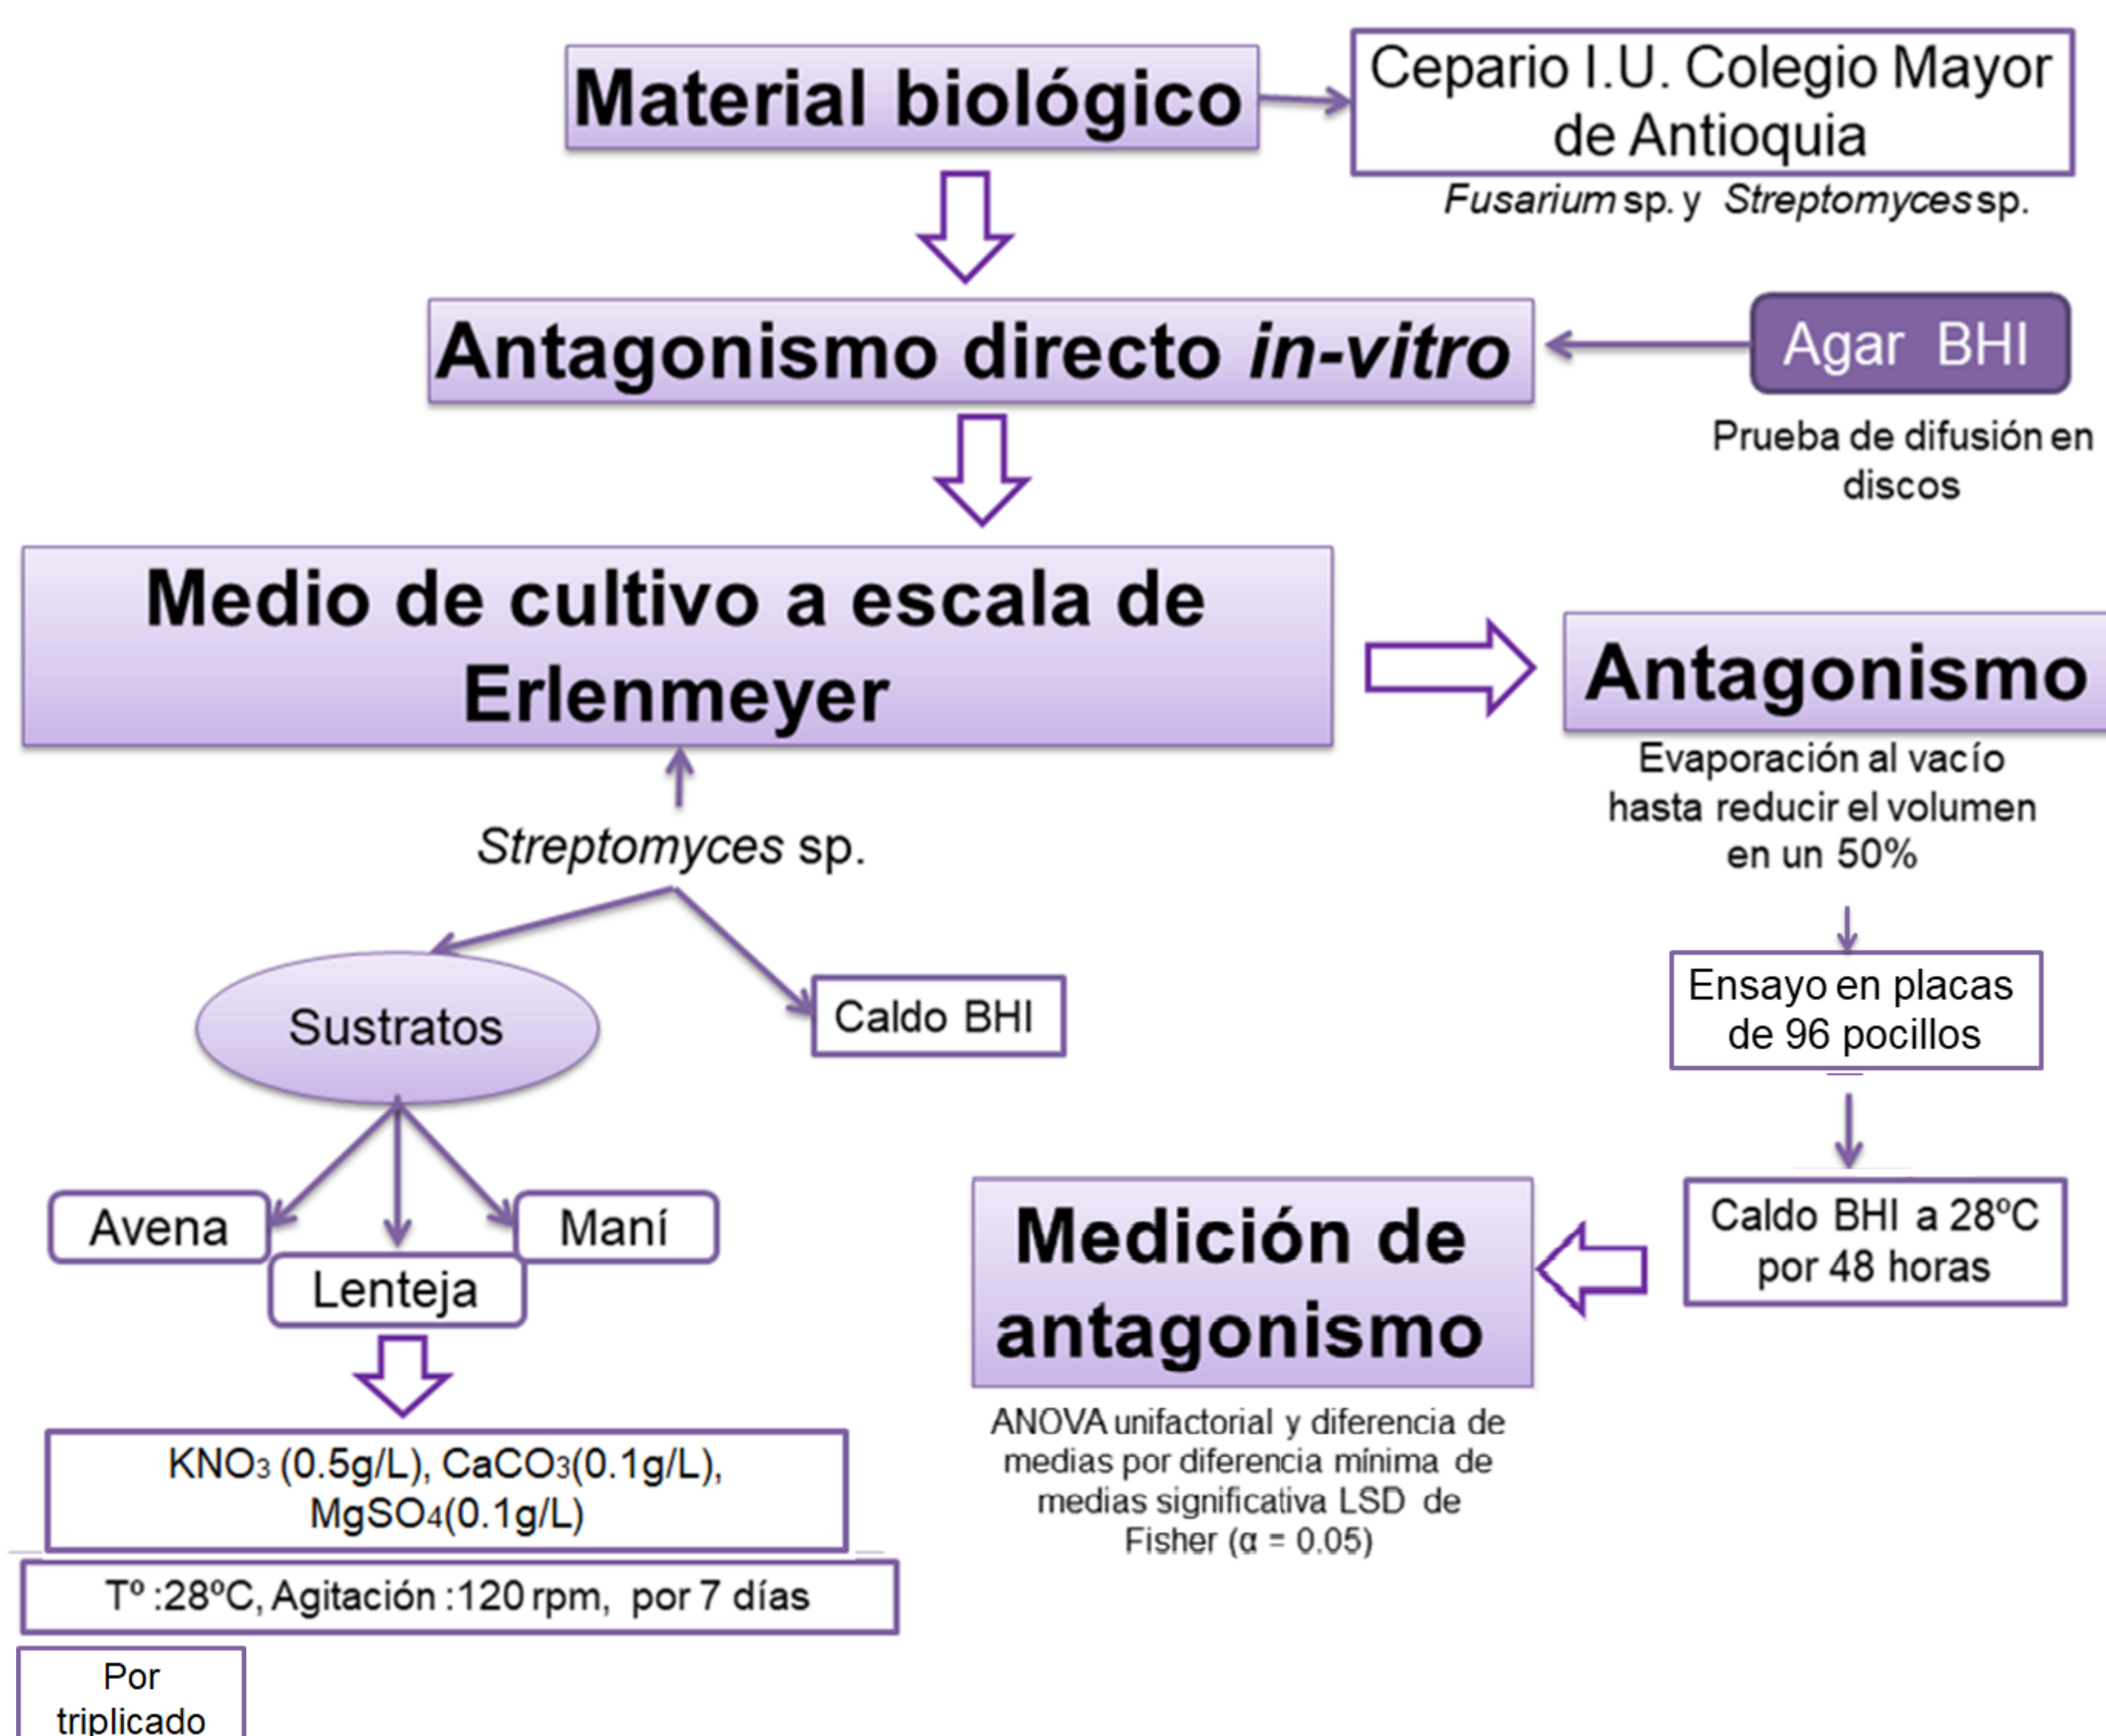 Material biológico
Cepario I.U. Colegio Mayor
de Antioquia
Fusarium sp. y Streptomyces sp.
Antagonismo directo in-vitro
Agar BHI
Prueba de difusión en
discos
Medio de cultivo a escala de
Erlenmeyer
Antagonismo
Evaporación al vacío
hasta reducir el volumen
en un 50%
Streptomyces sp.
Sustratos
Caldo BHI
Ensayo en placas
de 96 pocillos
Avena
Lenteja
Maní
Caldo BHI a 28ºC
por 48 horas
Medición de
antagonismo
ANOVA unifactorial y diferencia de
medias por diferencia mínima de
medias significativa LSD de
Fisher (α = 0.05)
KNO₃ (0.5g/L), CaCO₃(0.1g/L),
MgSO₄(0.1g/L)
Tº :28ºC, Agitación :120 rpm, por 7 días
Por
triplicado